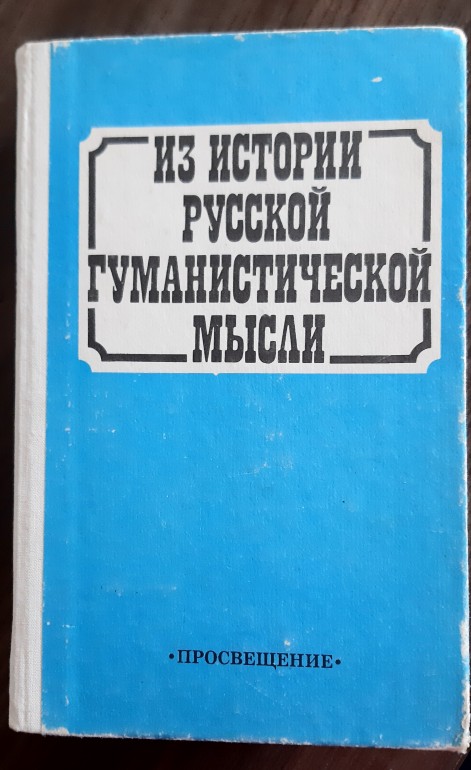 ИЗ ИСТОРИИ
РУССКОЙ
ГУМАНИСТИЧЕСКОЙ
МЫСЛИ
•ПРОСВЕЩЕНИЕ•